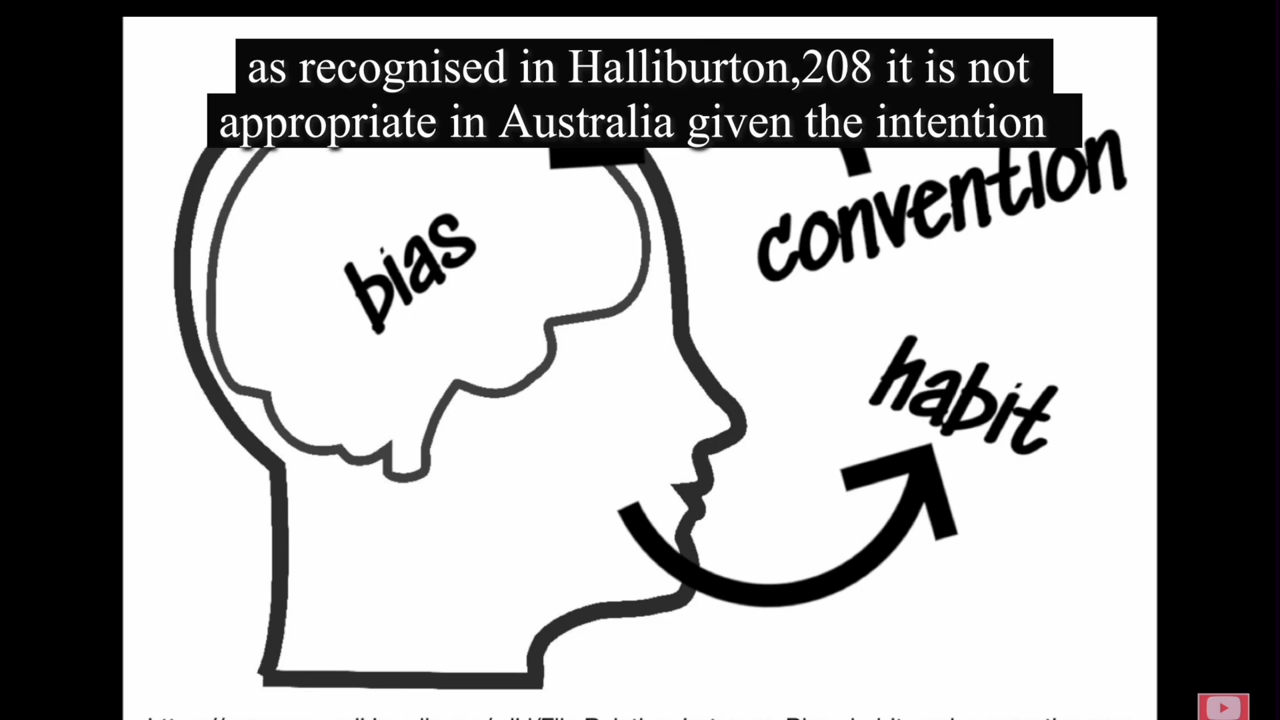 as recognised in Halliburton,208 it is not
appropriate in Australia given the intention
convention
bias
habit